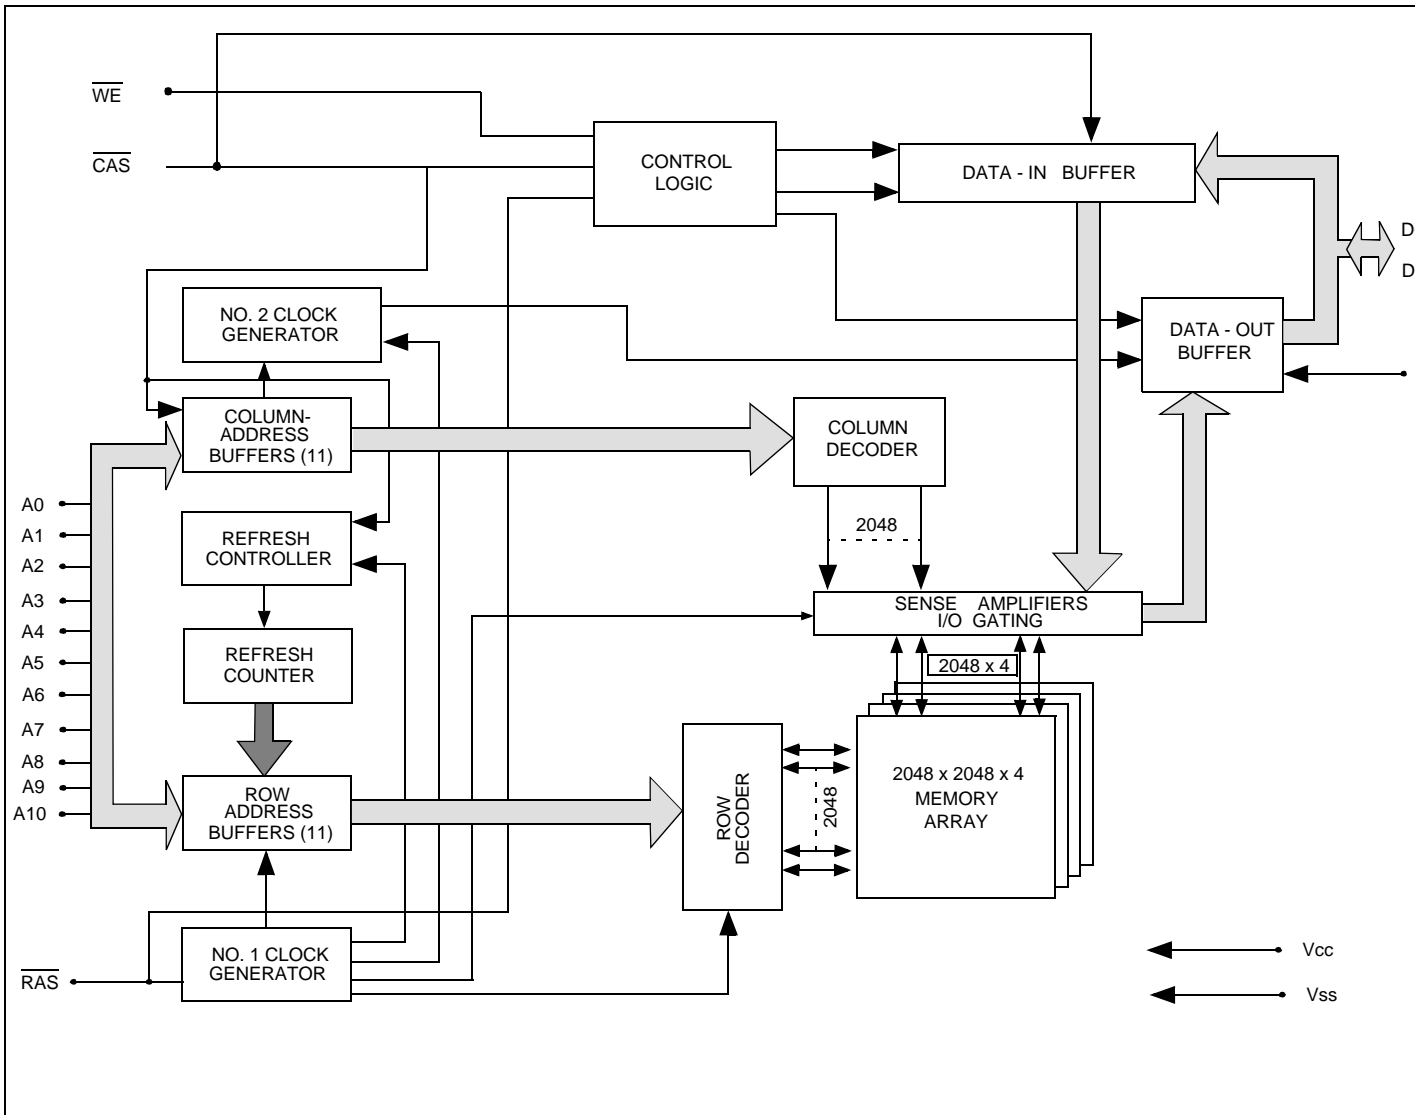 W̅E̅
C̅A̅S̅
CONTROL
LOGIC
DATA - IN BUFFER
D
D
NO. 2 CLOCK
GENERATOR
DATA - OUT
BUFFER
COLUMN-
ADDRESS
BUFFERS (11)
COLUMN
DECODER
A0
A1
A2
A3
A4
A5
A6
A7
A8
A9
A10
2048
REFRESH
CONTROLLER
SENSE AMPLIFIERS
I/O GATING
REFRESH
COUNTER
2048 x 4
ROW
ADDRESS
BUFFERS (11)
ROW
DECODER
2048
2048 x 2048 x 4
MEMORY
ARRAY
R̅A̅S̅
NO. 1 CLOCK
GENERATOR
Vcc
Vss